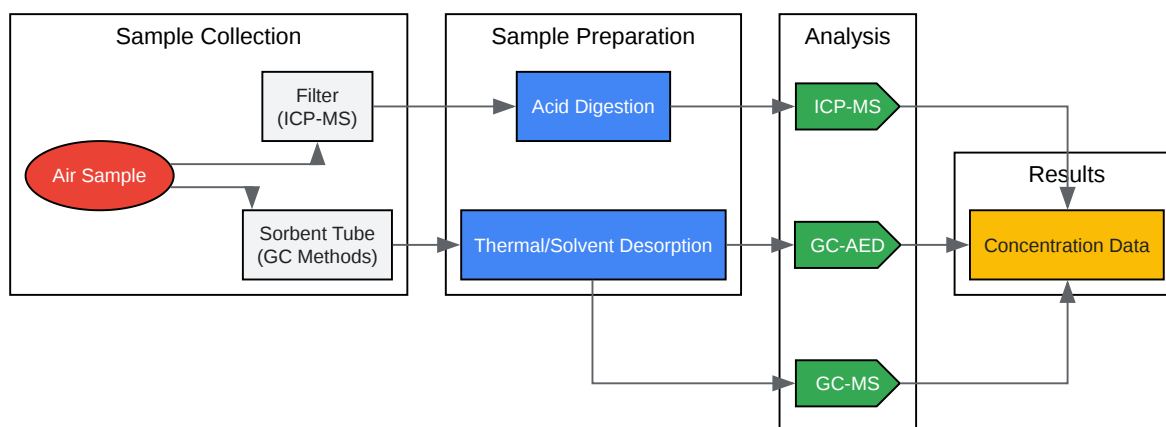 Sample Collection
Filter
(ICP-MS)
Air Sample
Sorbent Tube
(GC Methods)
Sample Preparation
Acid Digestion
Thermal/Solvent Desorption
Analysis
ICP-MS
GC-AED
GC-MS
Results
Concentration Data